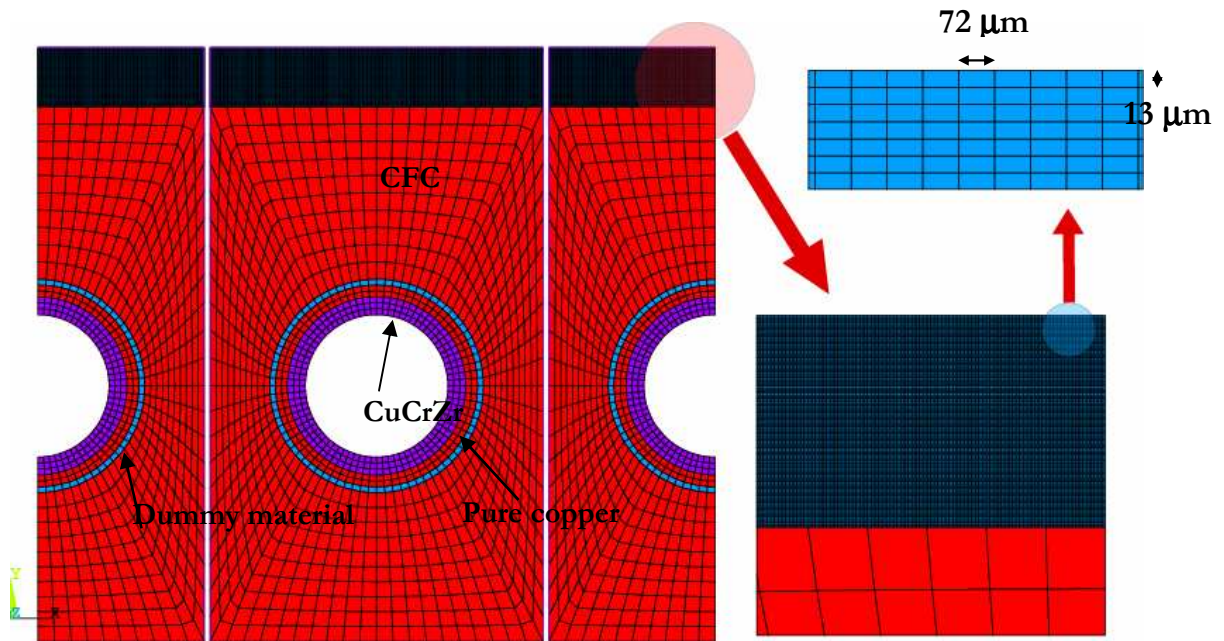 72 μm
13 μm
CFC
CuCrZr
Dummy material
Pure copper
Y
Z
X